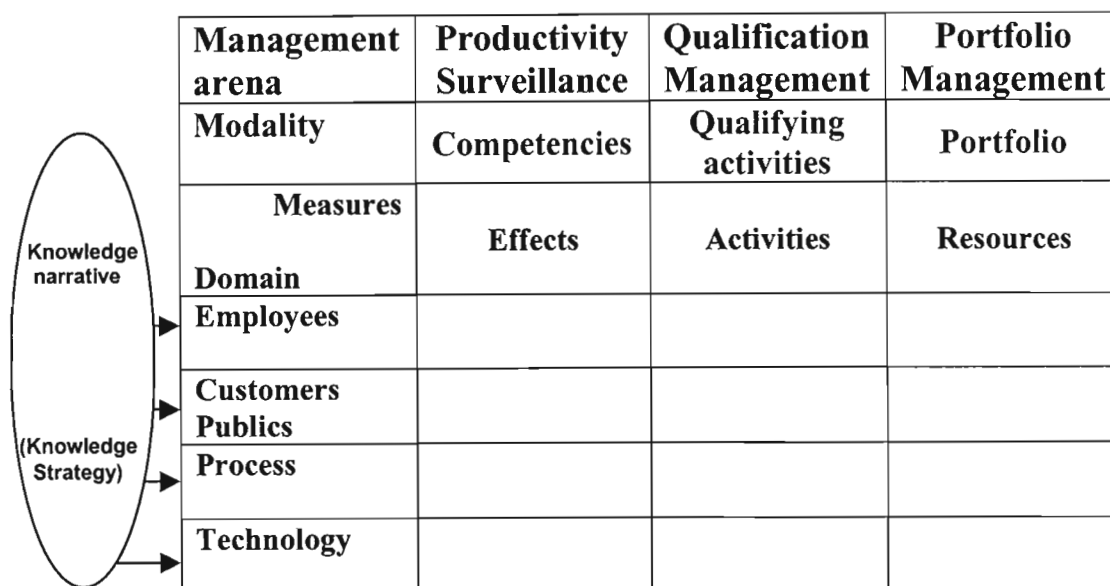 Management
arena
Productivity
Surveillance
Qualification
Management
Portfolio
Management
Modality
Competencies
Qualifying
activities
Portfolio
Measures
Domain
Effects
Activities
Resources
Knowledge
narrative
(Knowledge
Strategy)
Employees
Customers
Publics
Process
Technology